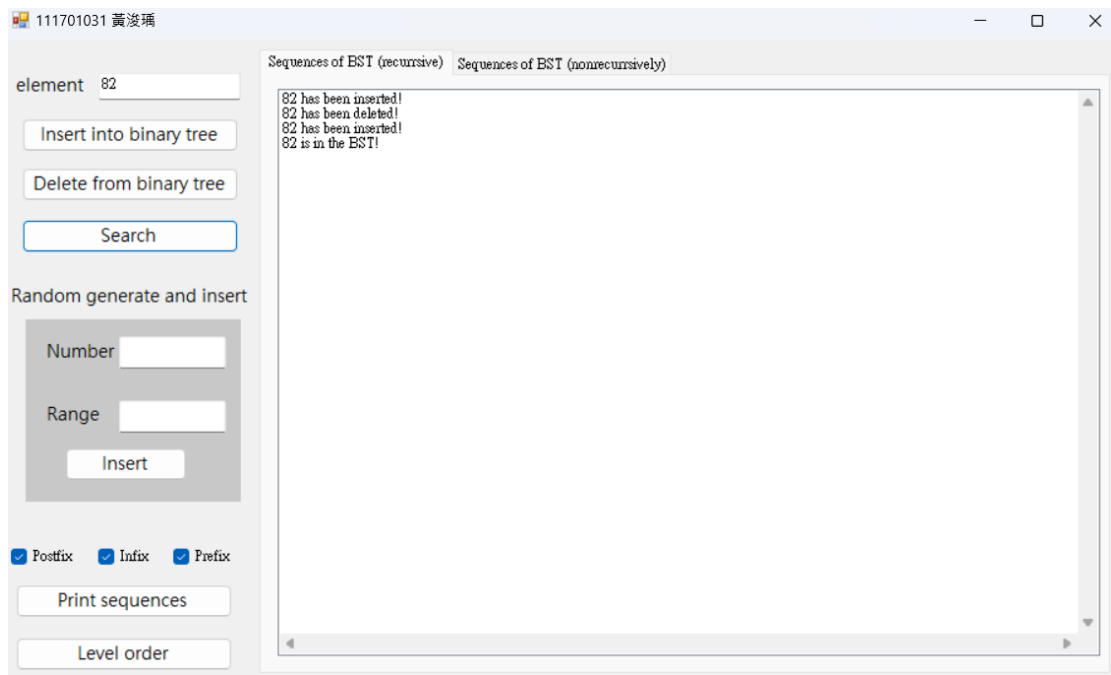 111701031 黃浚瑀
element 82
Insert into binary tree
Delete from binary tree
Search
Random generate and insert
Number
Range
Insert
Postfix Infix Prefix
Print sequences
Level order
Sequences of BST (recurrsive) Sequences of BST (nonrecurrsively)
82 has been inserted!
82 has been deleted!
82 has been inserted!
82 is in the BST!